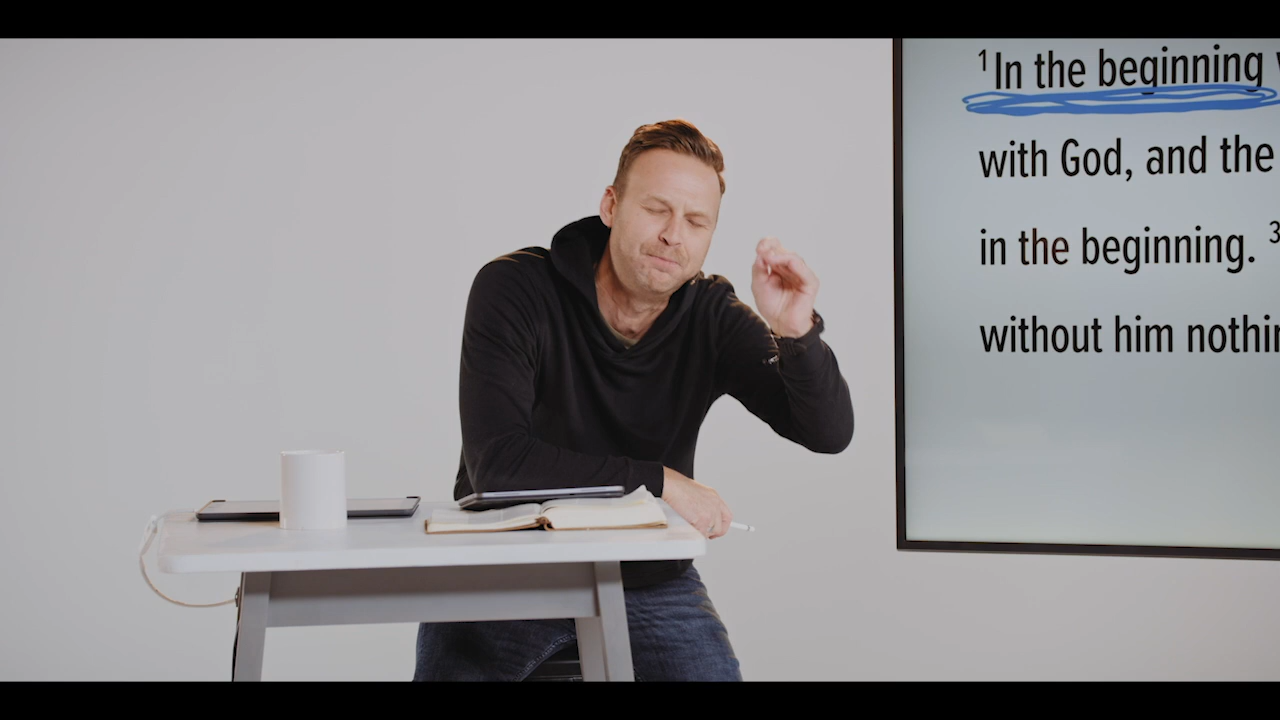 ¹In the beginning
with God, and the
in the beginning. ³
without him nothin